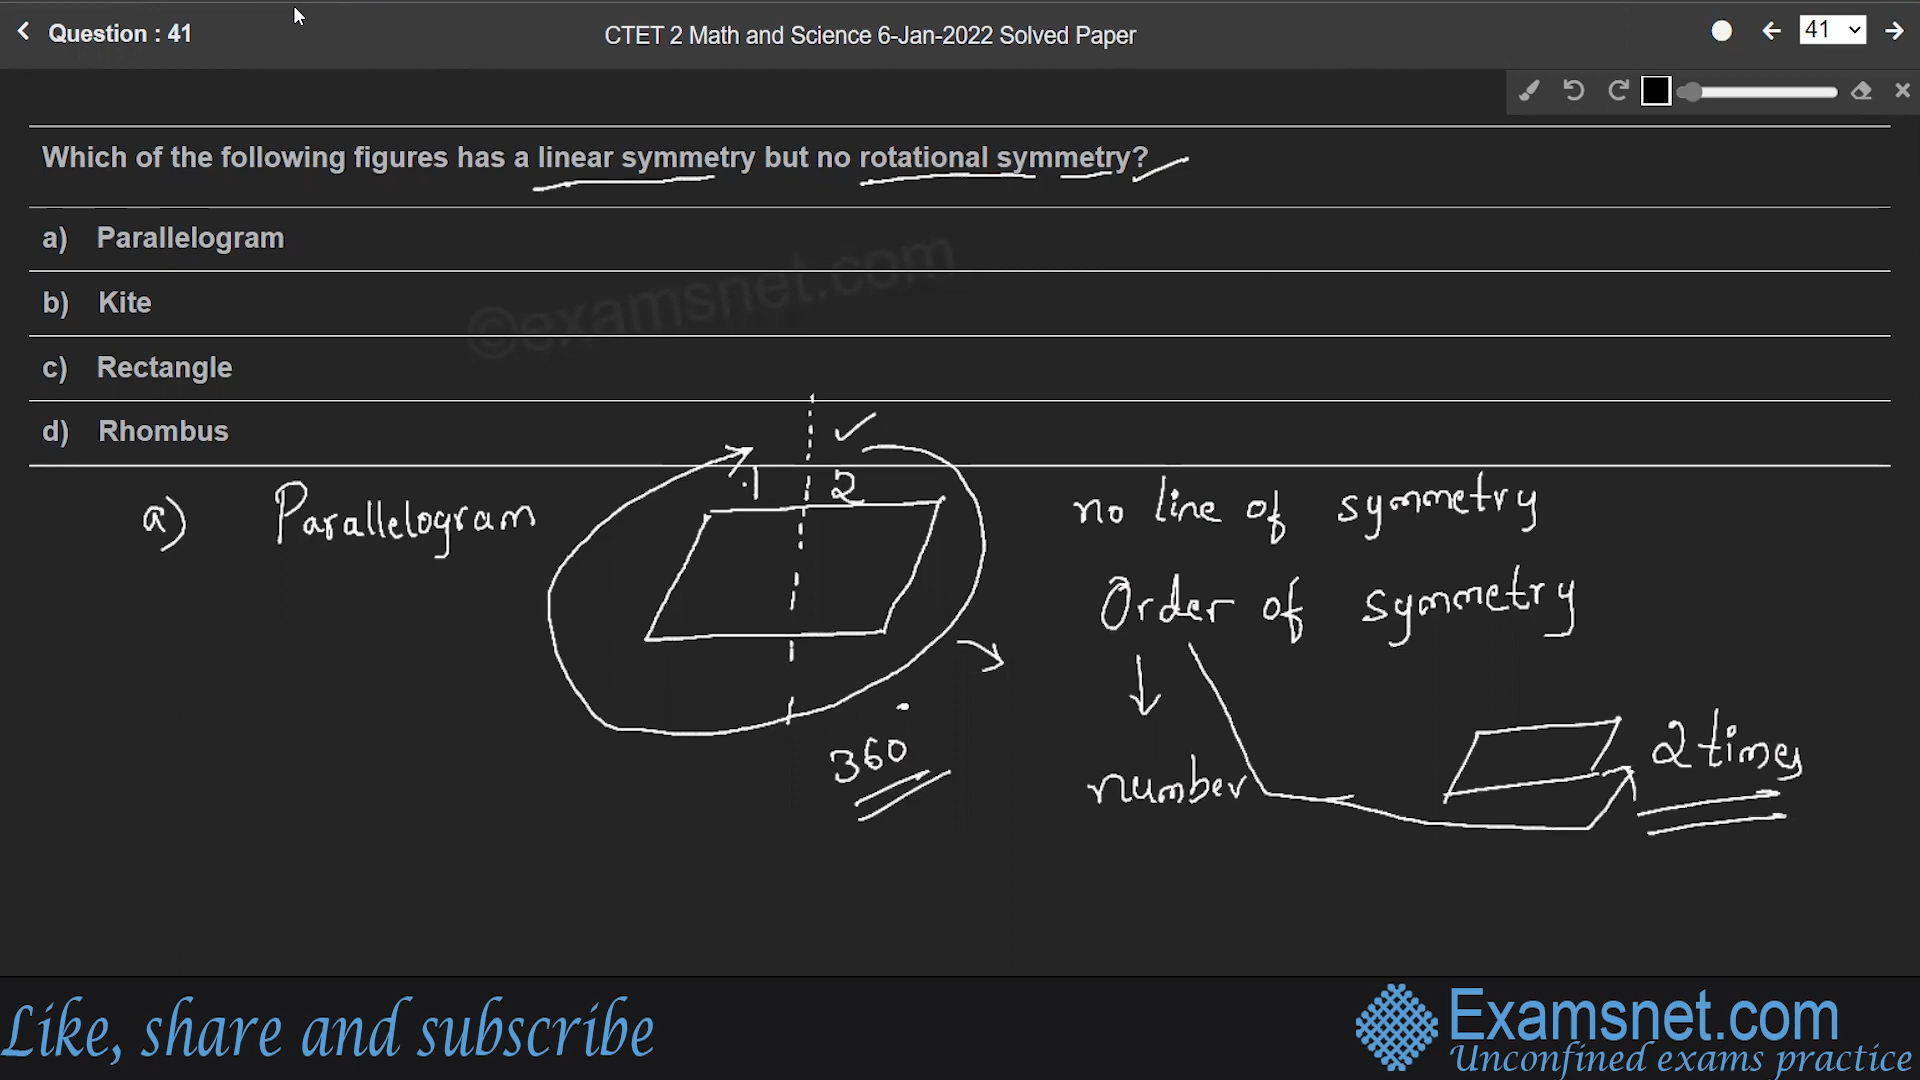 Question : 41
CTET 2 Math and Science 6-Jan-2022 Solved Paper
41
Which of the following figures has a linear symmetry but no rotational symmetry?
a) Parallelogram
©examsnet.com
b) Kite
c) Rectangle
d) Rhombus
1 2
a) Parallelogram
no line of symmetry
Order of symmetry
360°
number
2 times
Like, share and subscribe
Examsnet.com
Unconfined exams practice